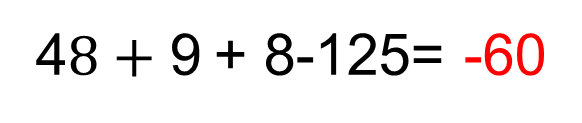 48 + 9 + 8-125= -60